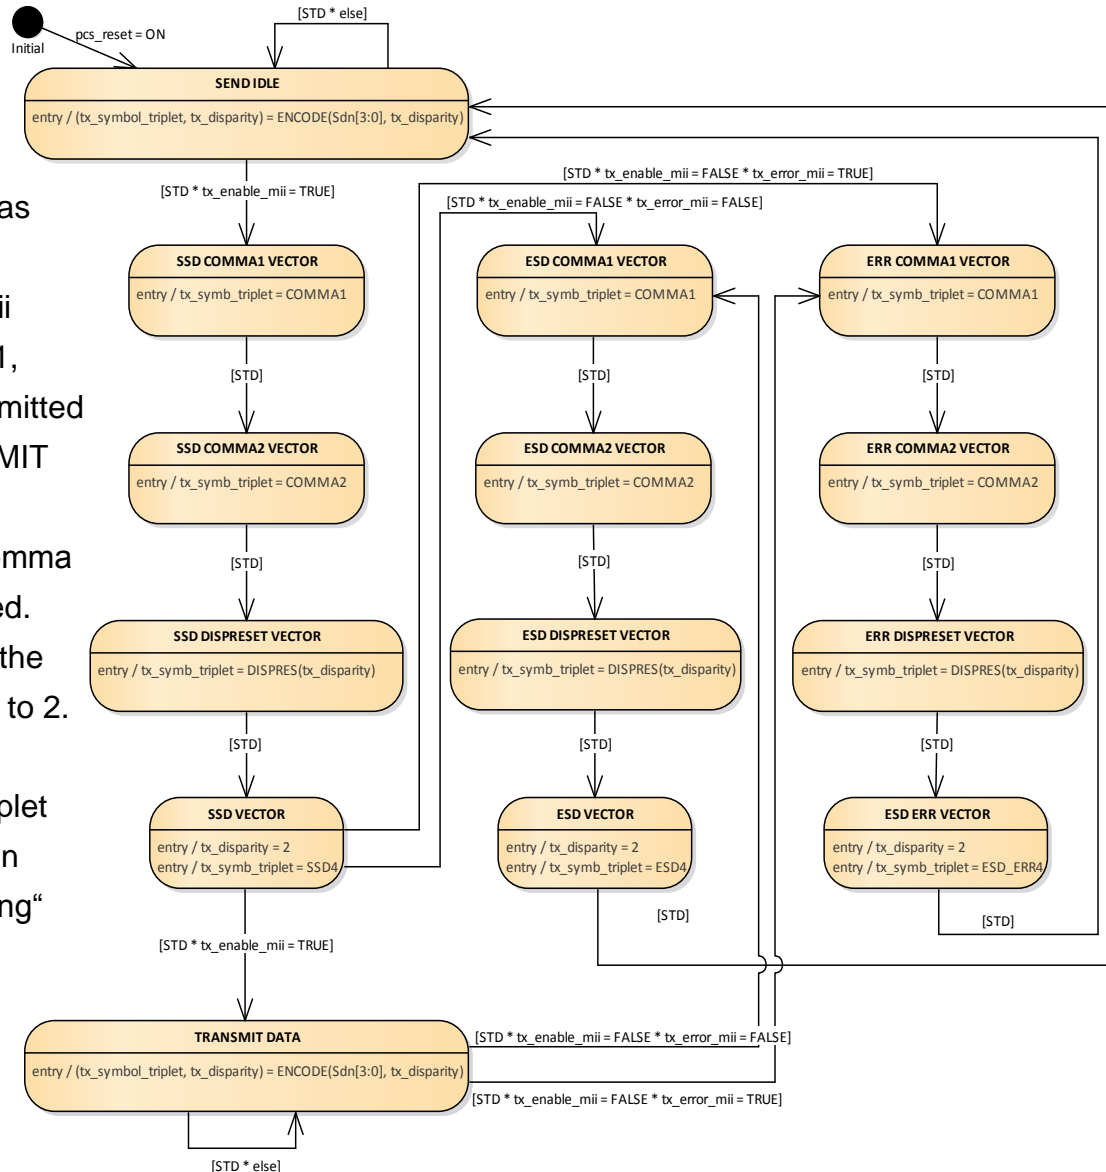 [STD * else]
pcs_reset = ON
Initial
SEND IDLE
entry / (tx_symbol_triplet, tx_disparity) = ENCODE(Sdn[3:0], tx_disparity)
[STD * tx_enable_mii = TRUE]
[STD * tx_enable_mii = FALSE * tx_error_mii = TRUE]
[STD * tx_enable_mii = FALSE * tx_error_mii = FALSE]
as
ii
1,
mitted
MIT
omma
ed.
the
to 2.
plet
n
ng“
SSD COMMA1 VECTOR
entry / tx_symb_triplet = COMMA1
ESD COMMA1 VECTOR
entry / tx_symb_triplet = COMMA1
ERR COMMA1 VECTOR
entry / tx_symb_triplet = COMMA1
[STD]
[STD]
[STD]
SSD COMMA2 VECTOR
entry / tx_symb_triplet = COMMA2
ESD COMMA2 VECTOR
entry / tx_symb_triplet = COMMA2
ERR COMMA2 VECTOR
entry / tx_symb_triplet = COMMA2
[STD]
[STD]
[STD]
SSD DISPRESET VECTOR
entry / tx_symb_triplet = DISPRES(tx_disparity)
ESD DISPRESET VECTOR
entry / tx_symb_triplet = DISPRES(tx_disparity)
ERR DISPRESET VECTOR
entry / tx_symb_triplet = DISPRES(tx_disparity)
[STD]
[STD]
[STD]
SSD VECTOR
entry / tx_disparity = 2
entry / tx_symb_triplet = SSD4
ESD VECTOR
entry / tx_disparity = 2
entry / tx_symb_triplet = ESD4
ESD ERR VECTOR
entry / tx_disparity = 2
entry / tx_symb_triplet = ESD_ERR4
[STD]
[STD]
[STD * tx_enable_mii = TRUE]
TRANSMIT DATA
entry / (tx_symbol_triplet, tx_disparity) = ENCODE(Sdn[3:0], tx_disparity)
[STD * tx_enable_mii = FALSE * tx_error_mii = FALSE]
[STD * tx_enable_mii = FALSE * tx_error_mii = TRUE]
[STD * else]